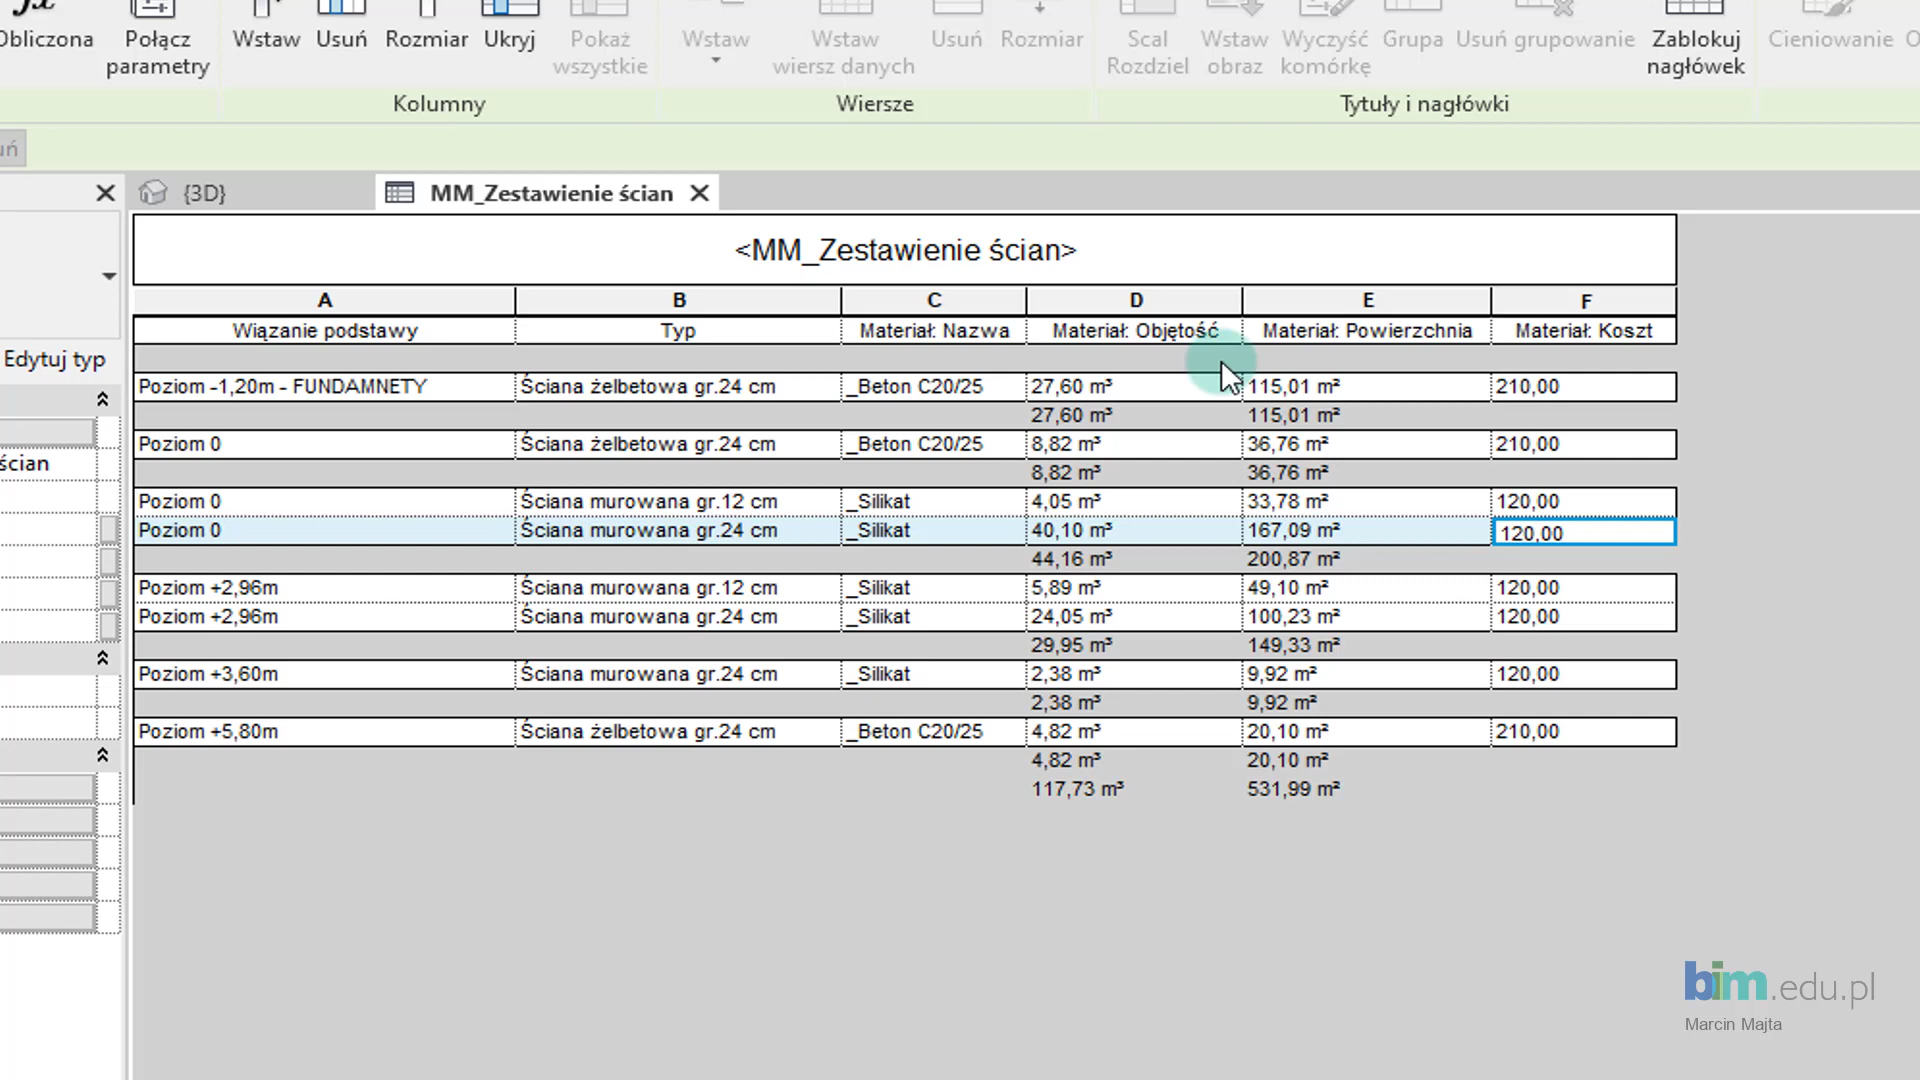 Obliczona Połącz parametry Wstaw Usuń Rozmiar Ukryj Pokaż wszystkie Wstaw Wstaw wiersz danych Usuń Rozmiar Scal Rozdziel Wstaw obraz Wyczyść komórkę Grupa Usuń grupowanie Zablokuj nagłówek Cieniowanie
Kolumny Wiersze Tytuły i nagłówki
{3D} MM_Zestawienie ścian
<MM_Zestawienie ścian>
A B C D E F
Wiązanie podstawy Typ Materiał: Nazwa Materiał: Objętość Materiał: Powierzchnia Materiał: Koszt
Edytuj typ
Poziom -1,20m - FUNDAMNETY Ściana żelbetowa gr.24 cm _Beton C20/25 27,60 m³ 115,01 m² 210,00
27,60 m³ 115,01 m²
Poziom 0 Ściana żelbetowa gr.24 cm _Beton C20/25 8,82 m³ 36,76 m² 210,00
ścian
8,82 m³ 36,76 m²
Poziom 0 Ściana murowana gr.12 cm _Silikat 4,05 m³ 33,78 m² 120,00
Poziom 0 Ściana murowana gr.24 cm _Silikat 40,10 m³ 167,09 m² 120,00
44,16 m³ 200,87 m²
Poziom +2,96m Ściana murowana gr.12 cm _Silikat 5,89 m³ 49,10 m² 120,00
Poziom +2,96m Ściana murowana gr.24 cm _Silikat 24,05 m³ 100,23 m² 120,00
29,95 m³ 149,33 m²
Poziom +3,60m Ściana murowana gr.24 cm _Silikat 2,38 m³ 9,92 m² 120,00
2,38 m³ 9,92 m²
Poziom +5,80m Ściana żelbetowa gr.24 cm _Beton C20/25 4,82 m³ 20,10 m² 210,00
4,82 m³ 20,10 m²
117,73 m³ 531,99 m²
bim.edu.pl
Marcin Majta